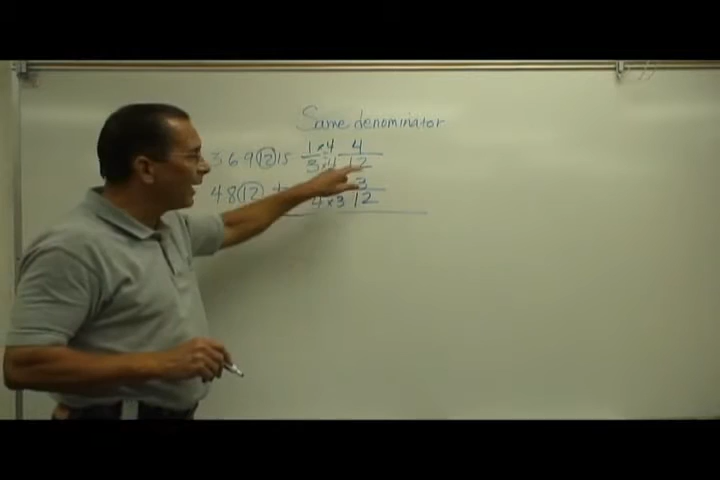 Same denominator
3 6 9 12 15 1 × 4 4
3 × 4 12
4 8 12 + 3
4 × 3 12